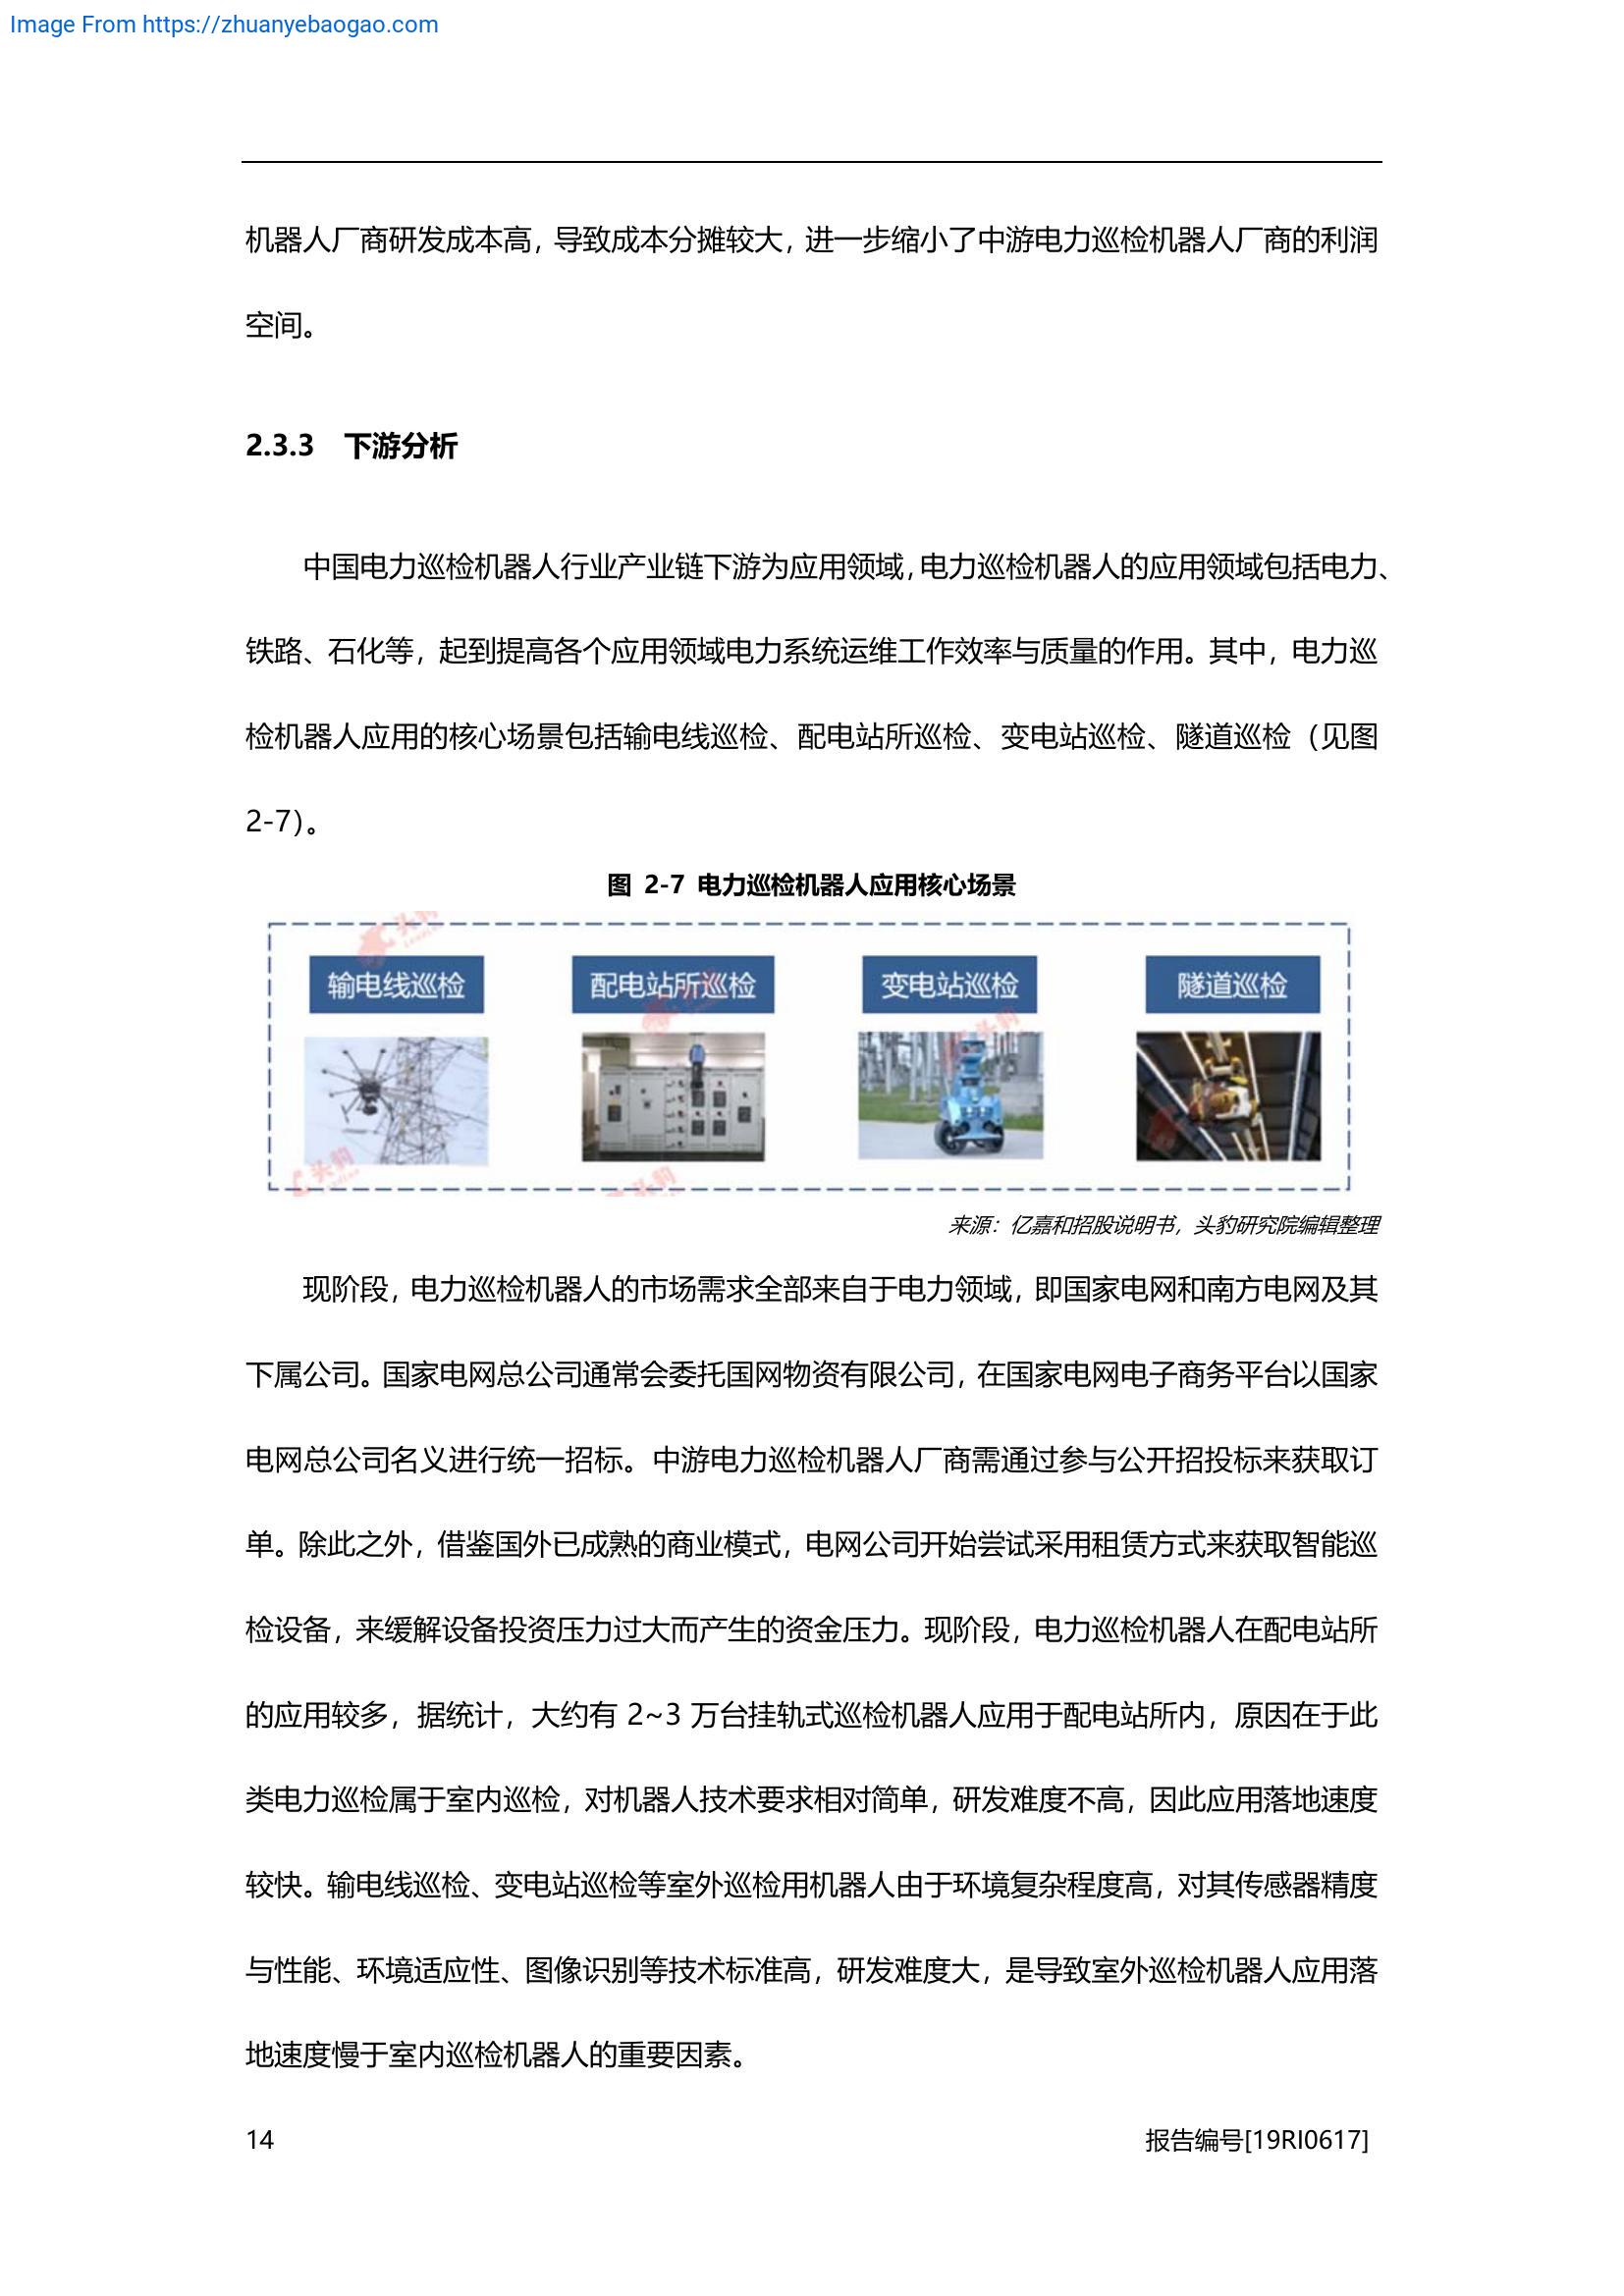 Image From https://zhuanyebaogao.com
机器人厂商研发成本高，导致成本分摊较大，进一步缩小了中游电力巡检机器人厂商的利润
空间。
2.3.3 下游分析
中国电力巡检机器人行业产业链下游为应用领域，电力巡检机器人的应用领域包括电力、
铁路、石化等，起到提高各个应用领域电力系统运维工作效率与质量的作用。其中，电力巡
检机器人应用的核心场景包括输电线巡检、配电站所巡检、变电站巡检、隧道巡检（见图
2-7）。
图 2-7 电力巡检机器人应用核心场景
头豹
输电线巡检 配电站所巡检 变电站巡检 隧道巡检
头豹
头豹 头豹
来源：亿嘉和招股说明书，头豹研究院编辑整理
现阶段，电力巡检机器人的市场需求全部来自于电力领域，即国家电网和南方电网及其
下属公司。国家电网总公司通常会委托国网物资有限公司，在国家电网电子商务平台以国家
电网总公司名义进行统一招标。中游电力巡检机器人厂商需通过参与公开招投标来获取订
单。除此之外，借鉴国外已成熟的商业模式，电网公司开始尝试采用租赁方式来获取智能巡
检设备，来缓解设备投资压力过大而产生的资金压力。现阶段，电力巡检机器人在配电站所
的应用较多，据统计，大约有 2~3 万台挂轨式巡检机器人应用于配电站所内，原因在于此
类电力巡检属于室内巡检，对机器人技术要求相对简单，研发难度不高，因此应用落地速度
较快。输电线巡检、变电站巡检等室外巡检用机器人由于环境复杂程度高，对其传感器精度
与性能、环境适应性、图像识别等技术标准高，研发难度大，是导致室外巡检机器人应用落
地速度慢于室内巡检机器人的重要因素。
14 报告编号[19RI0617]